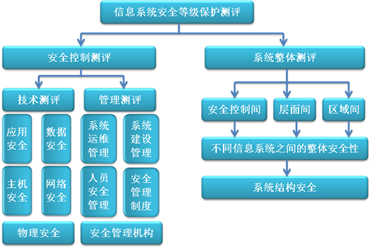 信息系统安全等级保护测评
安全控制测评
系统整体测评
技术测评
管理测评
安全控制间
层面间
区域间
应用
安全
数据
安全
系统
运维
管理
系统
建设
管理
不同信息系统之间的整体安全性
主机
安全
网络
安全
人员
安全
管理
安全
管理
制度
系统结构安全
物理安全
安全管理机构